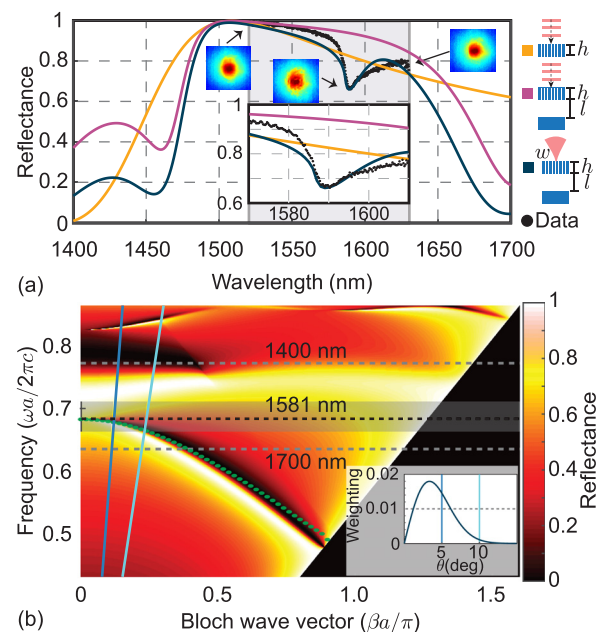 (a)
Reflectance
1
0.8
0.6
0.4
0.2
0
1400 1450 1500 1550 1600 1650 1700
Wavelength (nm)
1
0.8
0.6
1580 1600
h
h
l
w
h
l
Data
(b)
Frequency (ωa/2πc)
0.8
0.7
0.6
0.5
1400 nm
1581 nm
1700 nm
0 0.5 1.0 1.5
Bloch wave vector (βa/π)
Weighting
0.02
0.01
0
5 10
θ(deg)
1
0.8
0.6
0.4
0.2
0
Reflectance